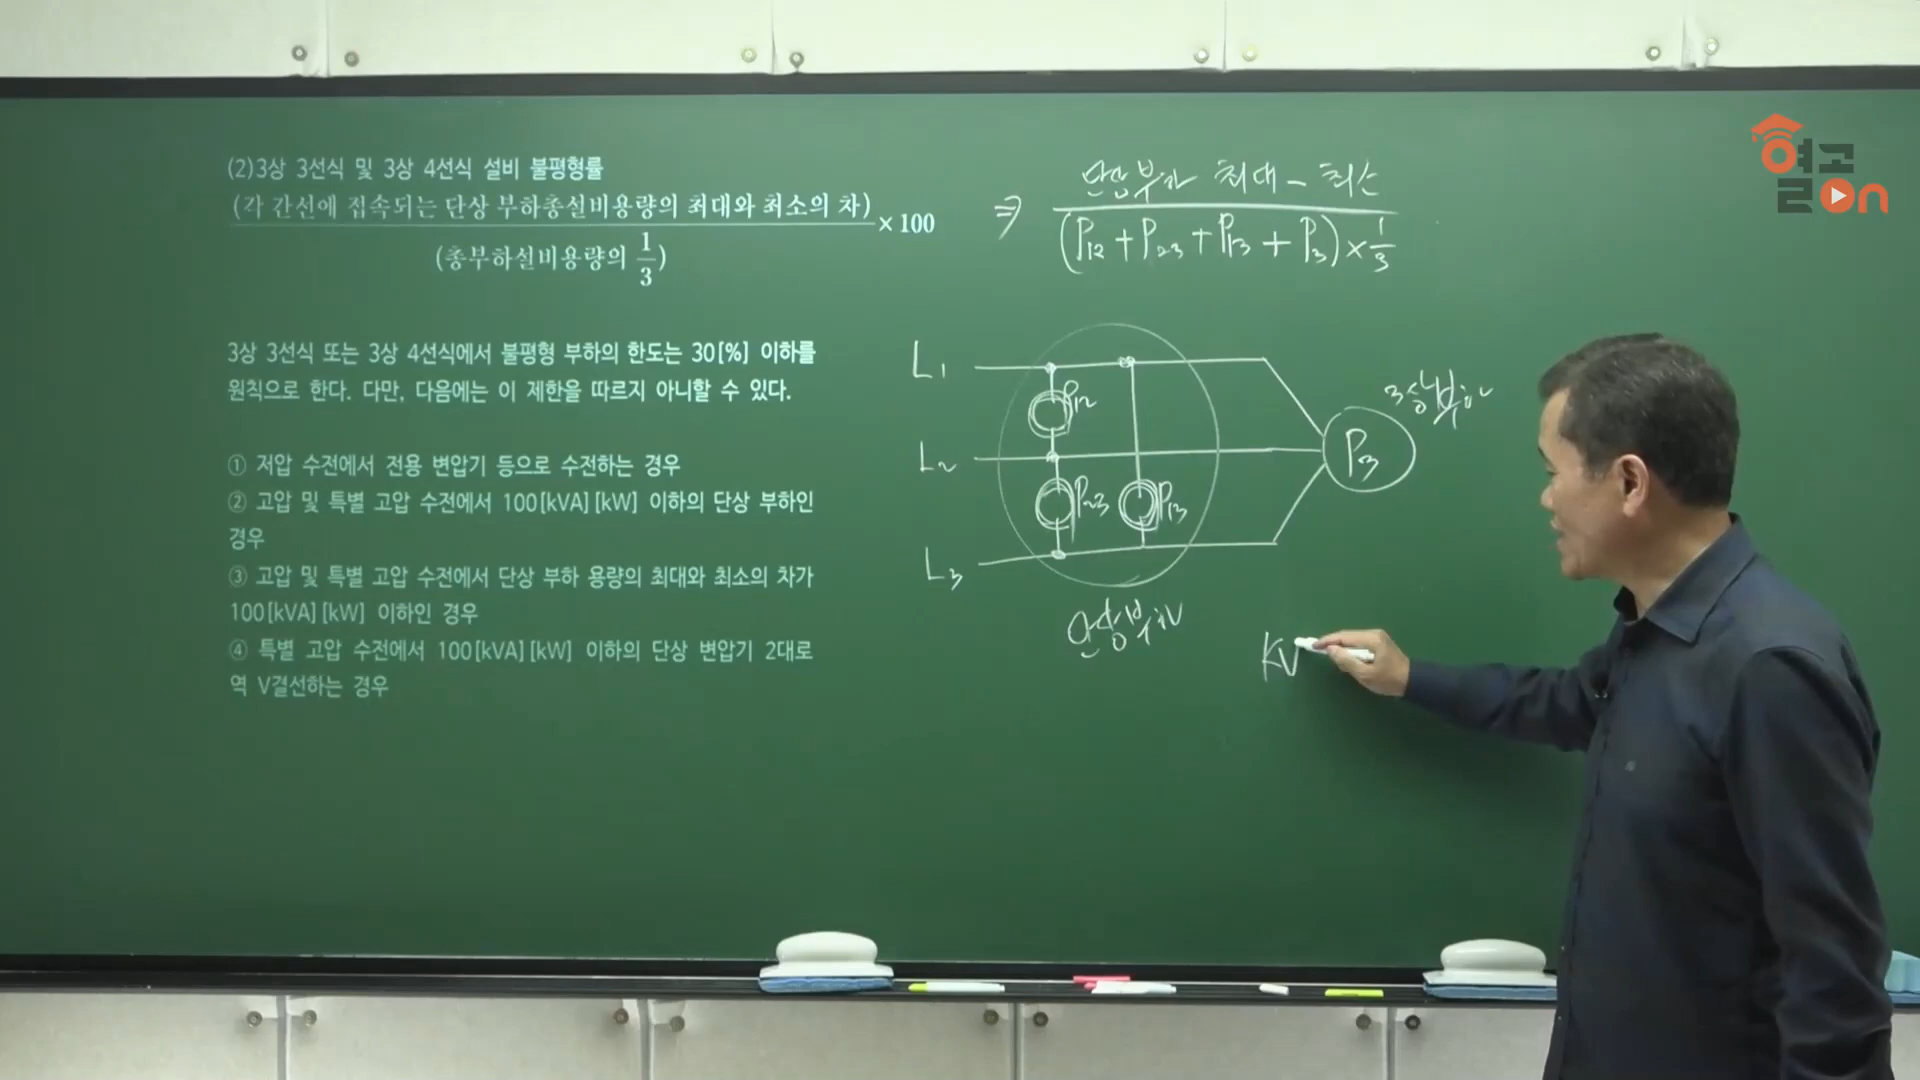 (2)3상 3선식 및 3상 4선식 설비 불평형률
(각 간선에 접속되는 단상 부하총설비용량의 최대와 최소의 차)
×100
(총부하설비용량의 1/3)
3상 3선식 또는 3상 4선식에서 불평형 부하의 한도는 30[%] 이하를
원칙으로 한다. 다만, 다음에는 이 제한을 따르지 아니할 수 있다.
① 저압 수전에서 전용 변압기 등으로 수전하는 경우
② 고압 및 특별 고압 수전에서 100[kVA][kW] 이하의 단상 부하인
경우
③ 고압 및 특별 고압 수전에서 단상 부하 용량의 최대와 최소의 차가
100[kVA][kW] 이하인 경우
④ 특별 고압 수전에서 100[kVA][kW] 이하의 단상 변압기 2대로
역 V결선하는 경우
⇒ 단상부하 최대 - 최소
(P12 + P23 + P13 + P3) × 1/3
L1
P12
L2
P23
P13
L3
P3
3상부하
단상부하
KV
열공
On